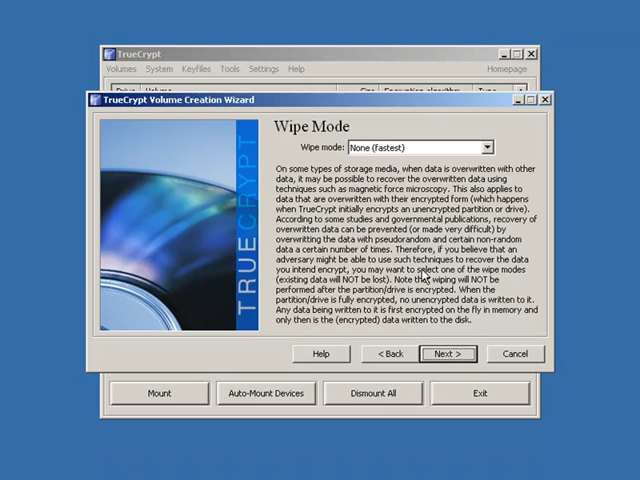 TrueCrypt
Volumes System Keyfiles Tools Settings Help Homepage
Drive Volume Size Encryption algorithm Type
TrueCrypt Volume Creation Wizard
TRUECRYPT
Wipe Mode
Wipe mode: None (fastest)
On some types of storage media, when data is overwritten with other
data, it may be possible to recover the overwritten data using
techniques such as magnetic force microscopy. This also applies to
data that are overwritten with their encrypted form (which happens
when TrueCrypt initially encrypts an unencrypted partition or drive).
According to some studies and governmental publications, recovery of
overwritten data can be prevented (or made very difficult) by
overwriting the data with pseudorandom and certain non-random
data a certain number of times. Therefore, if you believe that an
adversary might be able to use such techniques to recover the data
you intend encrypt, you may want to select one of the wipe modes
(existing data will NOT be lost). Note that wiping will NOT be
performed after the partition/drive is encrypted. When the
partition/drive is fully encrypted, no unencrypted data is written to it.
Any data being written to it is first encrypted on the fly in memory and
only then is the (encrypted) data written to the disk.
Help < Back Next > Cancel
Mount Auto-Mount Devices Dismount All Exit